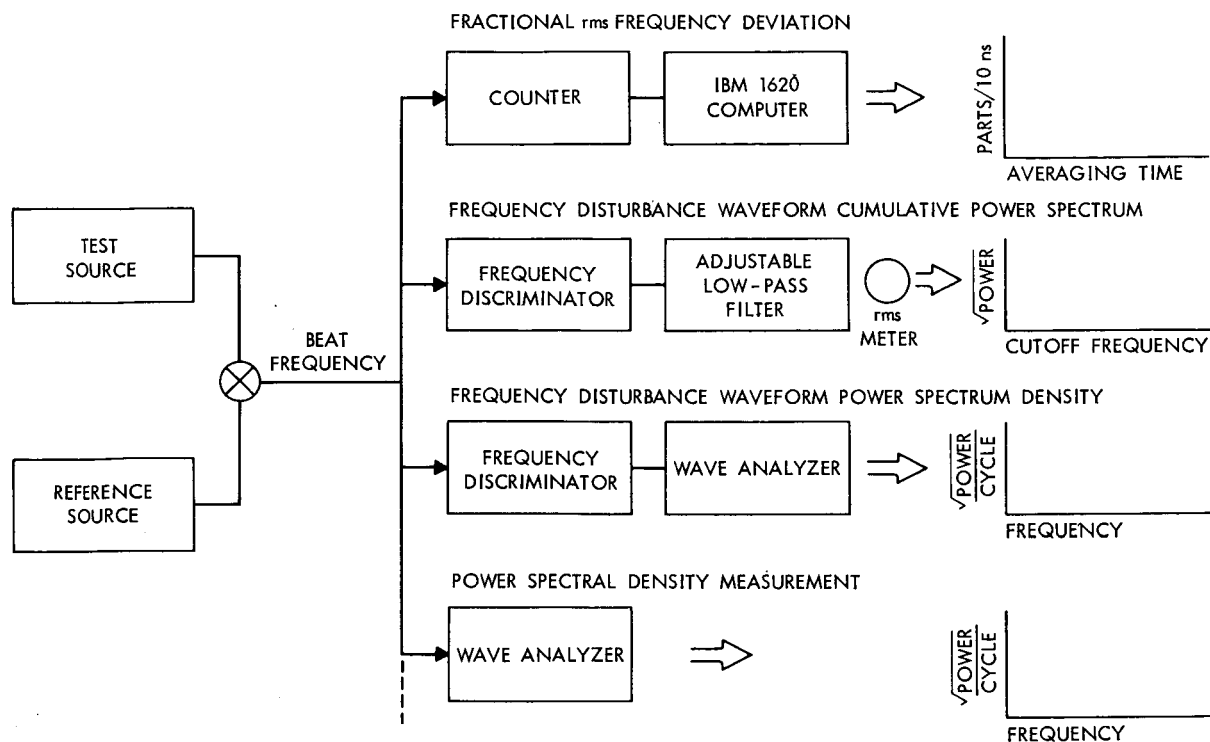 FRACTIONAL rms FREQUENCY DEVIATION
COUNTER
IBM 1620
COMPUTER
PARTS/10 ns
AVERAGING TIME
TEST
SOURCE
REFERENCE
SOURCE
BEAT
FREQUENCY
FREQUENCY DISTURBANCE WAVEFORM CUMULATIVE POWER SPECTRUM
FREQUENCY
DISCRIMINATOR
ADJUSTABLE
LOW-PASS
FILTER
rms
METER
√POWER
CUTOFF FREQUENCY
FREQUENCY DISTURBANCE WAVEFORM POWER SPECTRUM DENSITY
FREQUENCY
DISCRIMINATOR
WAVE ANALYZER
√POWER
CYCLE
FREQUENCY
POWER SPECTRAL DENSITY MEASUREMENT
WAVE ANALYZER
√POWER
CYCLE
FREQUENCY